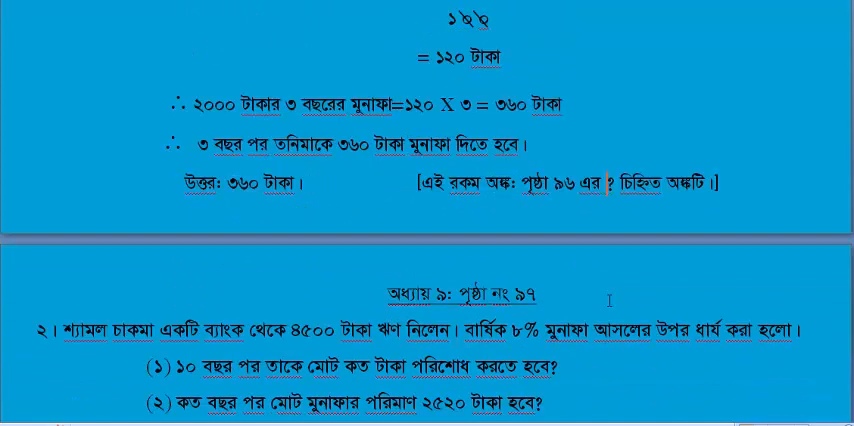 ১০০
= ১২০ টাকা
∴ ২০০০ টাকার ৩ বছরের মুনাফা=১২০ X ৩ = ৩৬০ টাকা
∴ ৩ বছর পর তনিমাকে ৩৬০ টাকা মুনাফা দিতে হবে।
উত্তর: ৩৬০ টাকা। [এই রকম অঙ্ক: পৃষ্ঠা ৯৬ এর ? চিহ্নিত অঙ্কটি।]
অধ্যায় ৯: পৃষ্ঠা নং ৯৭
২। শ্যামল চাকমা একটি ব্যাংক থেকে ৪৫০০ টাকা ঋণ নিলেন। বার্ষিক ৮% মুনাফা আসলের উপর ধার্য করা হলো।
(১) ১০ বছর পর তাকে মোট কত টাকা পরিশোধ করতে হবে?
(২) কত বছর পর মোট মুনাফার পরিমাণ ২৫২০ টাকা হবে?